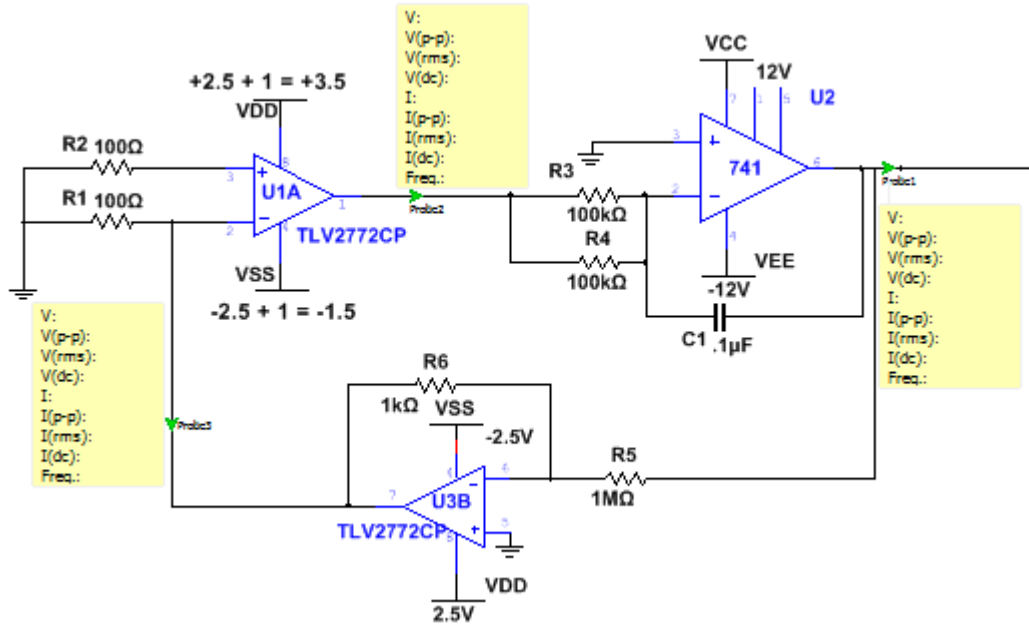 V:
V(p-p):
V(rms):
V(dc):
I:
I(p-p):
I(rms):
I(dc):
Freq.:
+2.5 + 1 = +3.5
VDD
R2
100Ω
3
8
+
U1A
1
R1
100Ω
−
2
4
TLV2772CP
VSS
-2.5 + 1 = -1.5
Probe2
VCC
12V
U2
7
1
5
3
+
741
6
R3
2
−
100kΩ
R4
100kΩ
4
VEE
-12V
C1
.1µF
Probe1
V:
V(p-p):
V(rms):
V(dc):
I:
I(p-p):
I(rms):
I(dc):
Freq.:
V:
V(p-p):
V(rms):
V(dc):
I:
I(p-p):
I(rms):
I(dc):
Freq.:
Probe3
R6
1kΩ
VSS
-2.5V
4
−
6
R5
1MΩ
7
U3B
+
5
TLV2772CP
8
VDD
2.5V